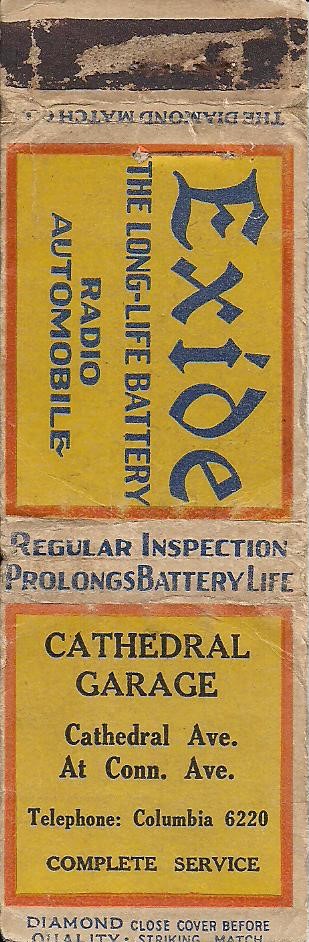 THE DIAMOND MATCH CO.
Exide
THE LONG-LIFE BATTERY
RADIO
AUTOMOBILE
REGULAR INSPECTION
PROLONGS BATTERY LIFE
CATHEDRAL
GARAGE
Cathedral Ave.
At Conn. Ave.
Telephone: Columbia 6220
COMPLETE SERVICE
DIAMOND CLOSE COVER BEFORE
QUALITY: STRIKING MATCH